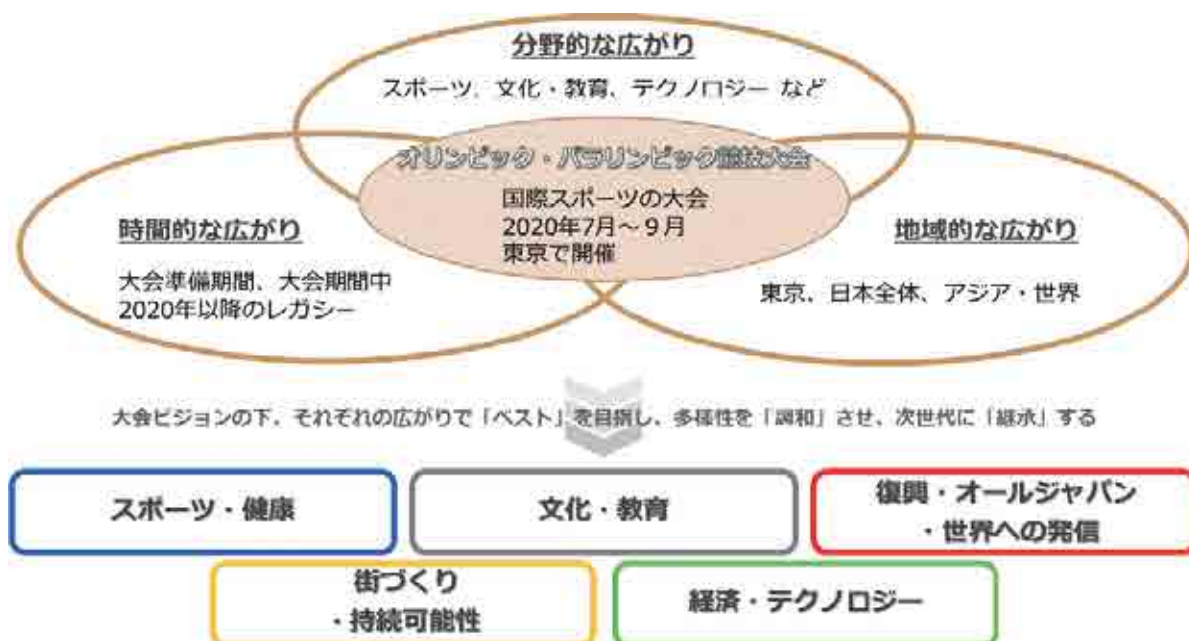 分野的な広がり
スポーツ、文化・教育、テクノロジー など
オリンピック・パラリンピック競技大会
国際スポーツの大会
2020年7月～９月
東京で開催
時間的な広がり
大会準備期間、大会期間中
2020年以降のレガシー
地域的な広がり
東京、日本全体、アジア・世界
大会ビジョンの下、それぞれの広がりで「ベスト」を目指し、多様性を「調和」させ、次世代に「継承」する
スポーツ・健康
文化・教育
復興・オールジャパン
・世界への発信
街づくり
・持続可能性
経済・テクノロジー